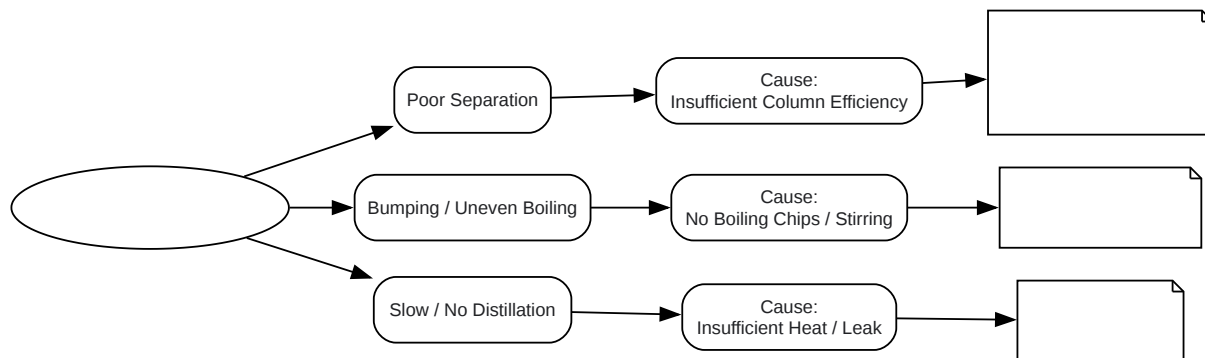 Poor Separation
Cause:
Insufficient Column Efficiency
Bumping / Uneven Boiling
Cause:
No Boiling Chips / Stirring
Slow / No Distillation
Cause:
Insufficient Heat / Leak